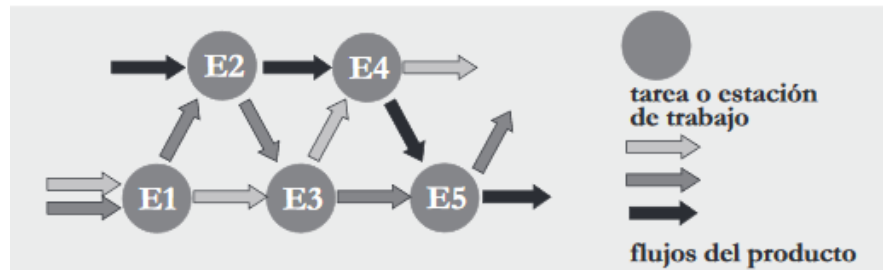 E2
E4
E1
E3
E5
tarea o estación
de trabajo
flujos del producto